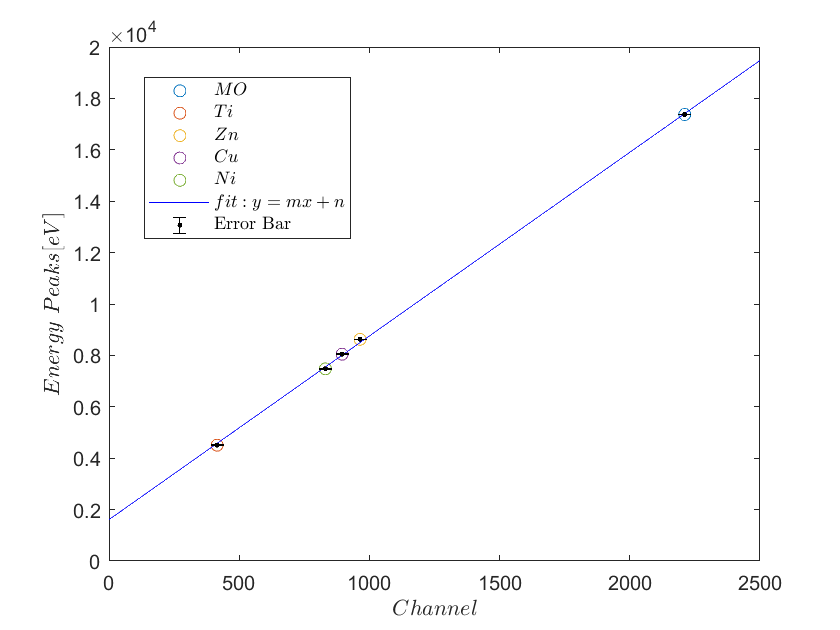 ×10⁴
2
1.8
1.6
1.4
1.2
1
0.8
0.6
0.4
0.2
0
MO
Ti
Zn
Cu
Ni
fit : y = mx + n
Error Bar
Energy Peaks[eV]
0 500 1000 1500 2000 2500
Channel